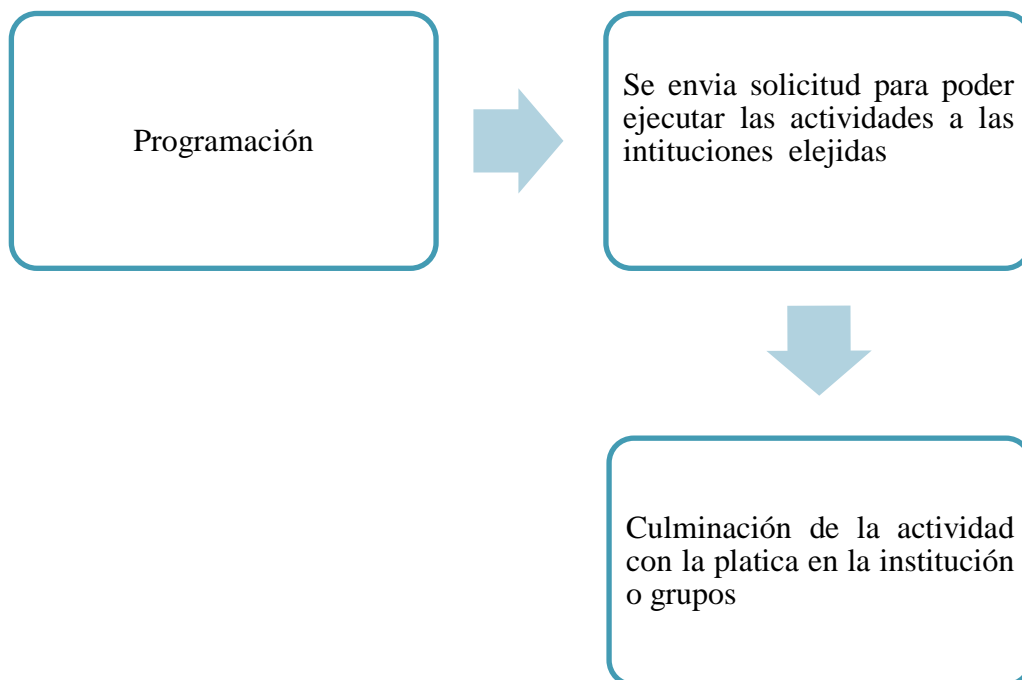 Programación
Se envia solicitud para poder
ejecutar las actividades a las
intituciones elejidas
Culminación de la actividad
con la platica en la institución
o grupos